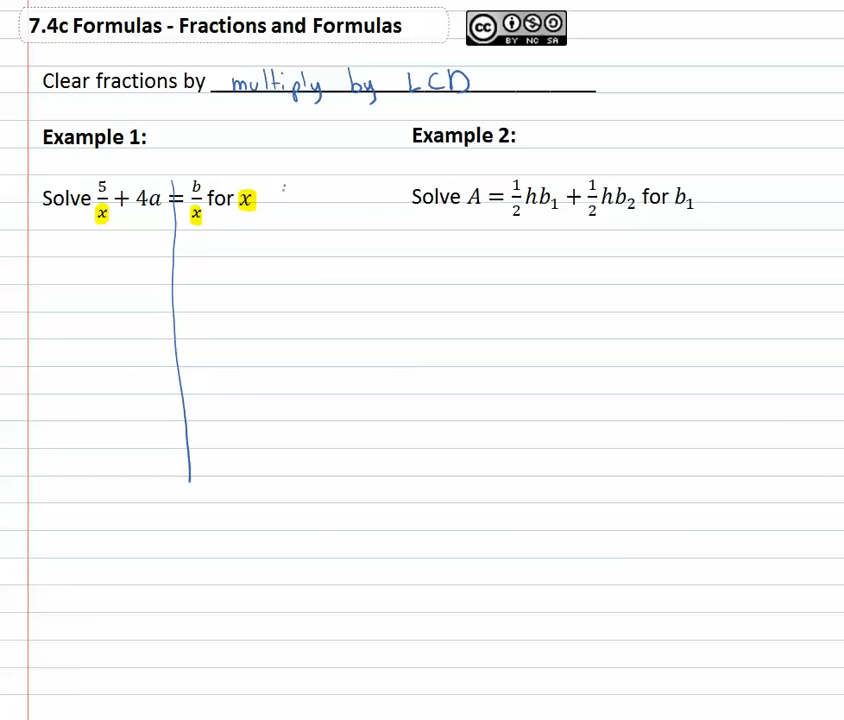 7.4c Formulas - Fractions and Formulas
cc BY NC SA
Clear fractions by multiply by LCD
Example 1:
Example 2:
Solve 5/x + 4a = b/x for x
Solve A = 1/2 hb₁ + 1/2 hb₂ for b₁